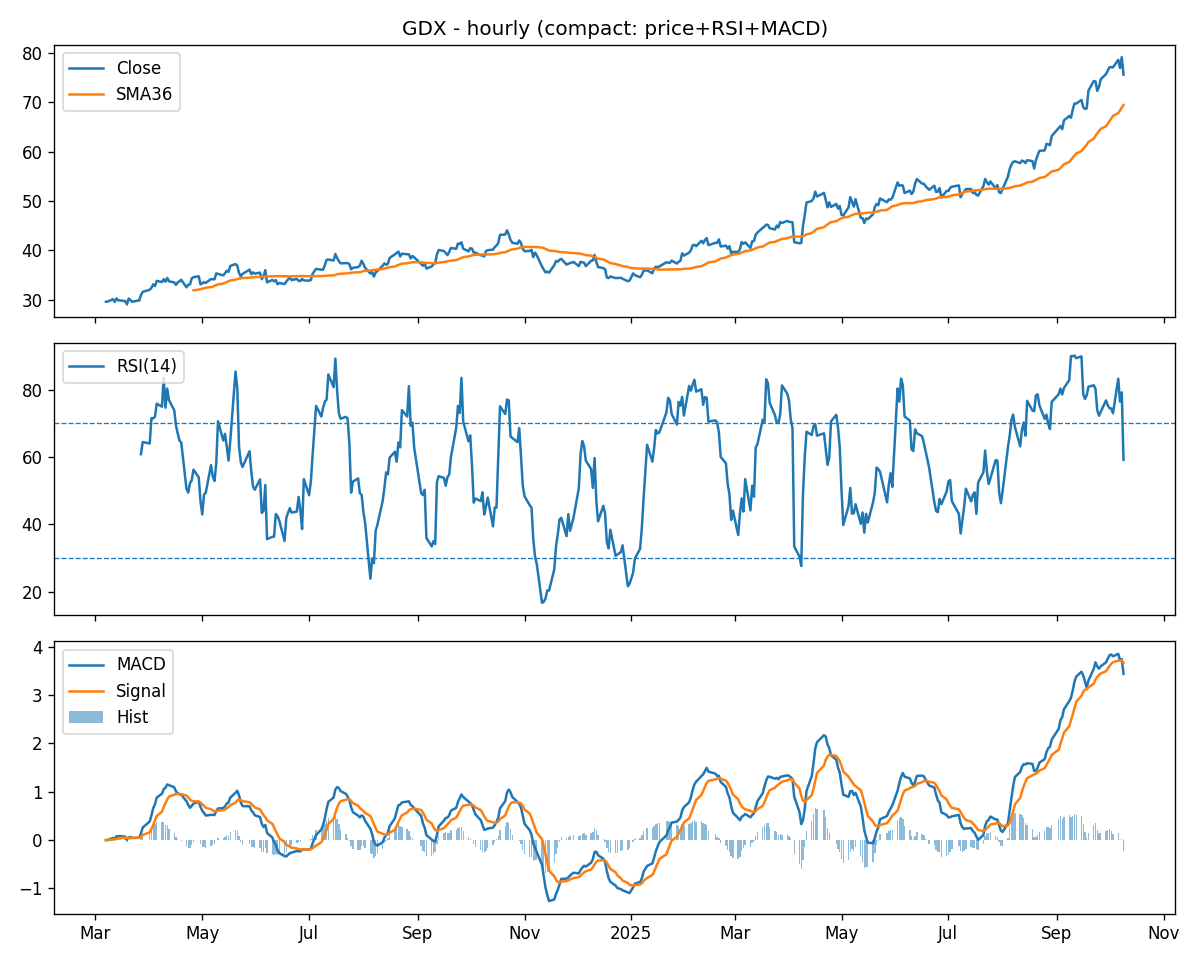 GDX - hourly (compact: price+RSI+MACD)
80
70
60
50
40
30
Close
SMA36
80
60
40
20
RSI(14)
4
3
2
1
0
−1
MACD
Signal
Hist
Mar May Jul Sep Nov 2025 Mar May Jul Sep Nov